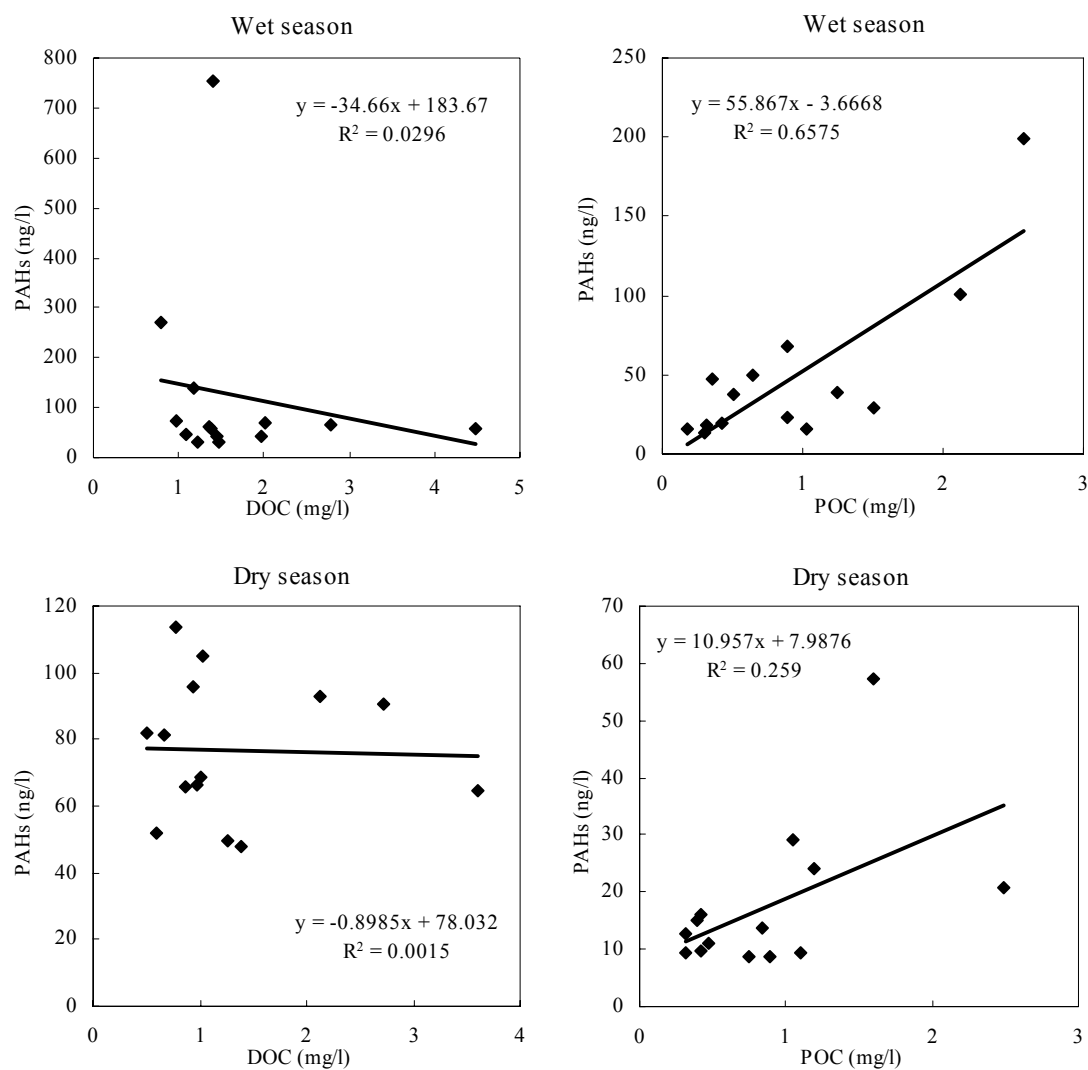 Wet season
800
700
600
500
400
300
200
100
0
PAHs (ng/l)
y = -34.66x + 183.67
R² = 0.0296
0 1 2 3 4 5
DOC (mg/l)
Wet season
250
200
150
100
50
0
PAHs (ng/l)
y = 55.867x - 3.6668
R² = 0.6575
0 1 2 3
POC (mg/l)
Dry season
120
100
80
60
40
20
0
PAHs (ng/l)
y = -0.8985x + 78.032
R² = 0.0015
0 1 2 3 4
DOC (mg/l)
Dry season
70
60
50
40
30
20
10
0
PAHs (ng/l)
y = 10.957x + 7.9876
R² = 0.259
0 1 2 3
POC (mg/l)